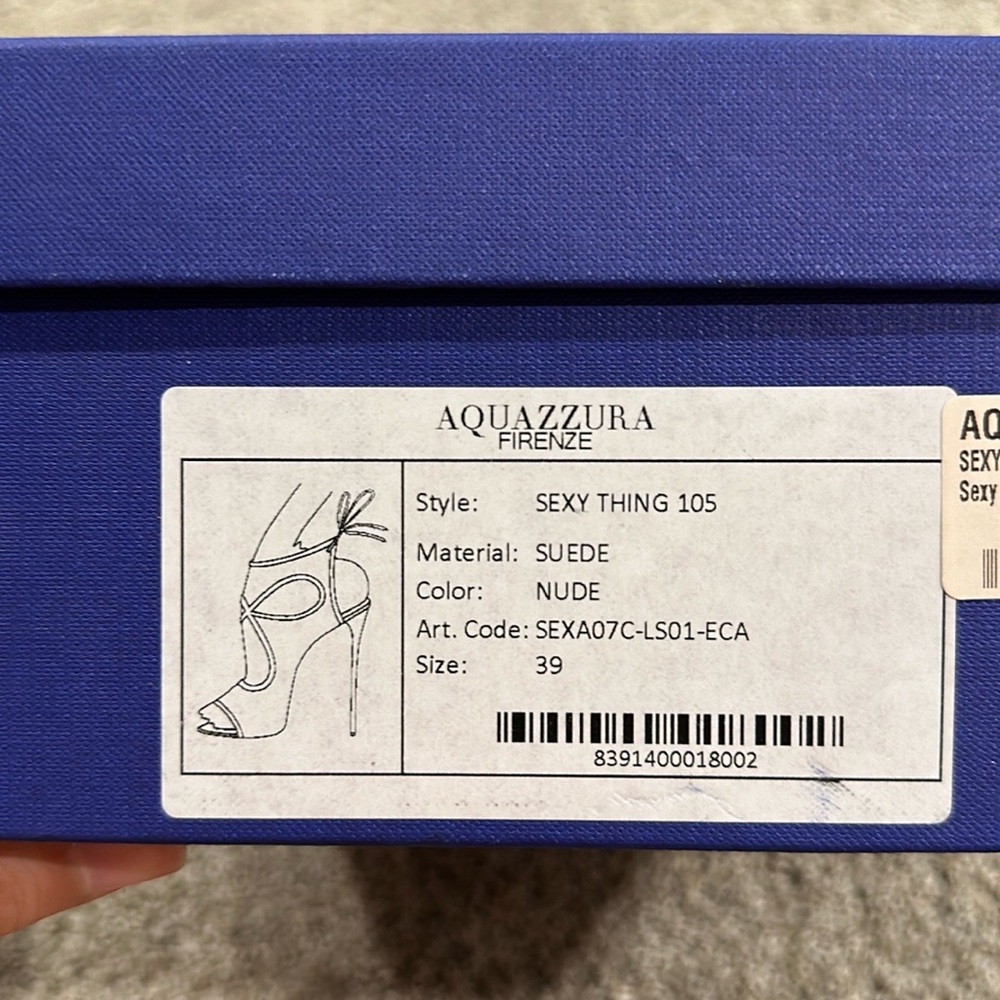 AQUAZZURA
FIRENZE
Style: SEXY THING 105
Material: SUEDE
Color: NUDE
Art. Code: SEXA07C-LS01-ECA
Size: 39
8391400018002
AQ
SEXY
Sexy